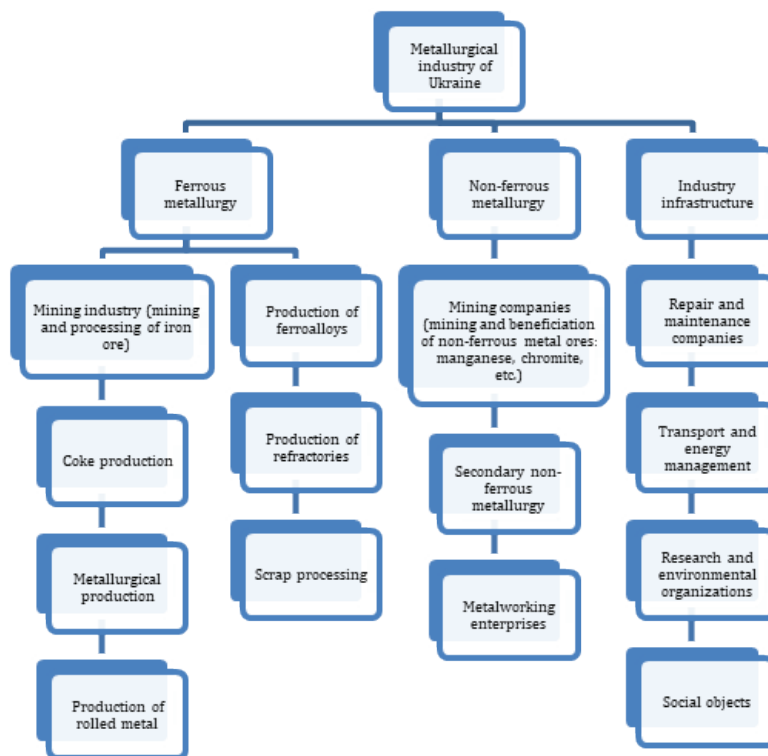 Metallurgical
industry of
Ukraine
Ferrous
metallurgy
Non-ferrous
metallurgy
Industry
infrastructure
Mining industry (mining
and processing of iron
ore)
Coke production
Metallurgical
production
Production of
rolled metal
Production of
ferroalloys
Production of
refractories
Scrap processing
Mining companies
(mining and beneficiation
of non-ferrous metal ores:
manganese, chromite,
etc.)
Secondary non-
ferrous
metallurgy
Metalworking
enterprises
Repair and
maintenance
companies
Transport and
energy
management
Research and
environmental
organizations
Social objects